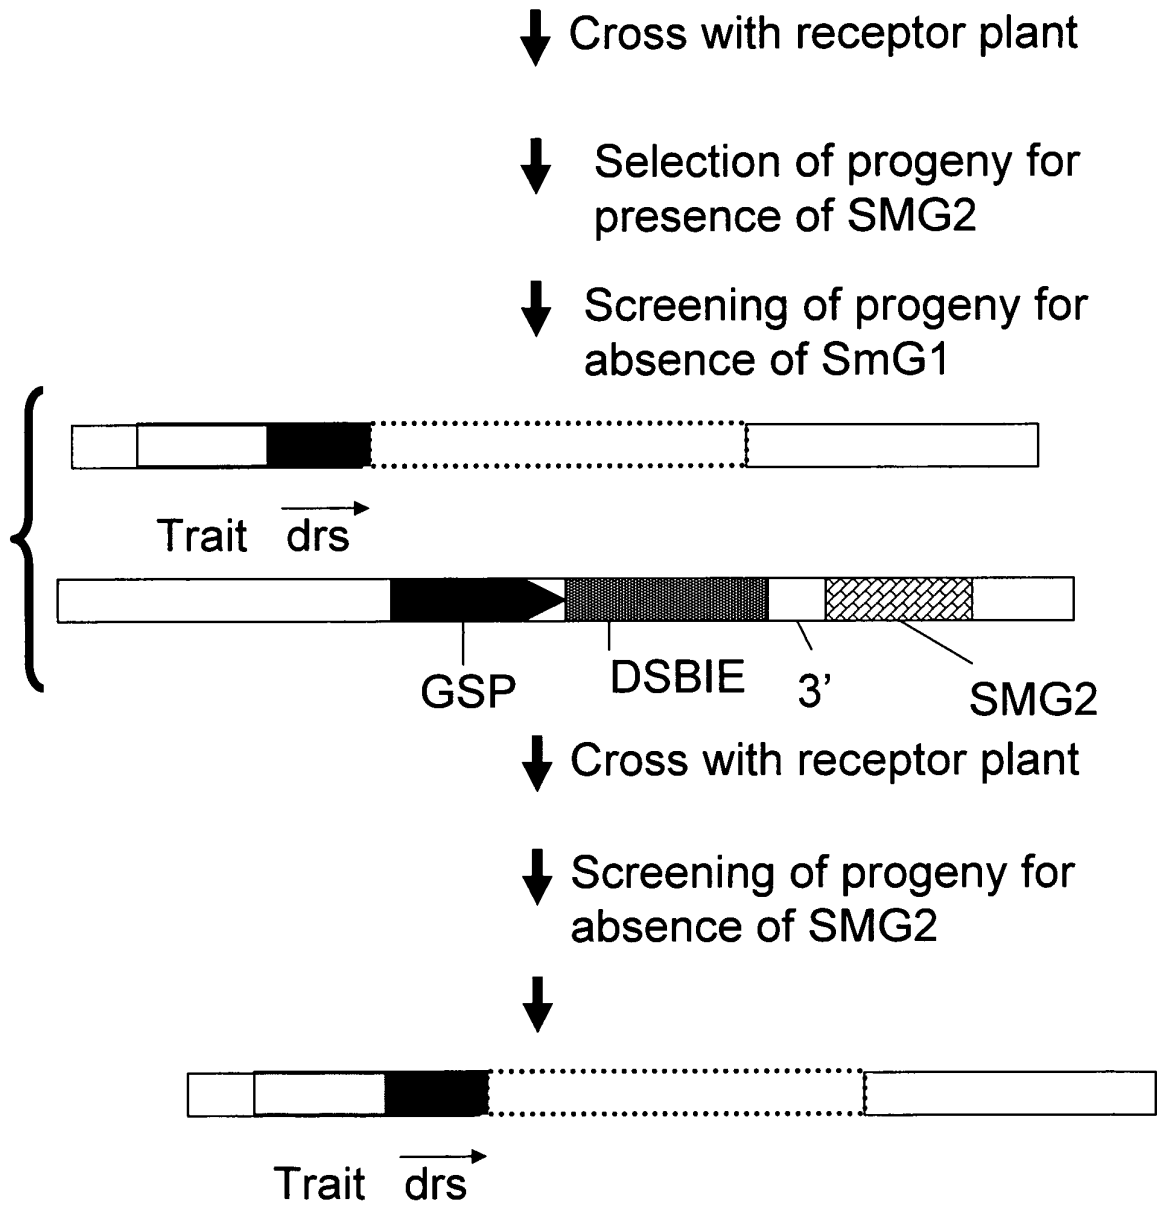 Cross with receptor plant
Selection of progeny for
presence of SMG2
Screening of progeny for
absence of SmG1
Trait drs
GSP DSBIE 3’ SMG2
Cross with receptor plant
Screening of progeny for
absence of SMG2
Trait drs